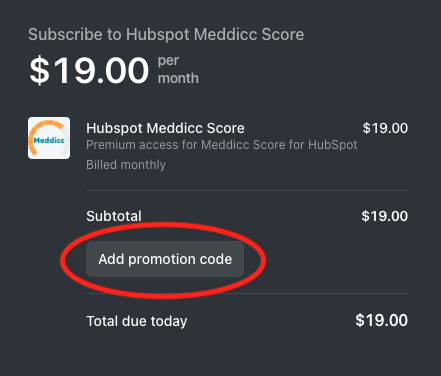 Subscribe to Hubspot Meddicc Score
$19.00 per
month
Meddicc
Hubspot Meddicc Score $19.00
Premium access for Meddicc Score for HubSpot
Billed monthly
Subtotal $19.00
Add promotion code
Total due today $19.00